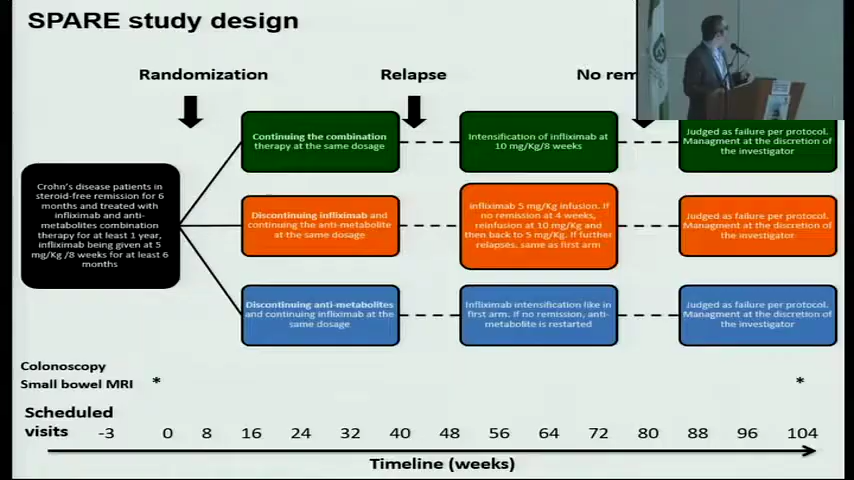 SPARE study design
Randomization
Relapse
No rem
Crohn's disease patients in
steroid-free remission for 6
months and treated with
infliximab and anti-
metabolites combination
therapy for at least 1 year,
infliximab being given at 5
mg/Kg /8 weeks for at least 6
months
Continuing the combination
therapy at the same dosage
Intensification of infliximab at
10 mg/Kg/8 weeks
Judged as failure per protocol.
Managment at the discretion of
the investigator
Discontinuing infliximab and
continuing the anti-metabolite
at the same dosage
infliximab 5 mg/Kg infusion. If
no remission at 4 weeks,
reinfusion at 10 mg/Kg and
then back to 5 mg/Kg. If further
relapses, same as first arm
Judged as failure per protocol.
Managment at the discretion of
the investigator
Discontinuing anti-metabolites
and continuing infliximab at the
same dosage
Infliximab intensification like in
first arm. If no remission, anti-
metabolite is restarted
Judged as failure per protocol.
Managment at the discretion of
the investigator
Colonoscopy
Small bowel MRI * *
Scheduled
visits -3 0 8 16 24 32 40 48 56 64 72 80 88 96 104
Timeline (weeks)